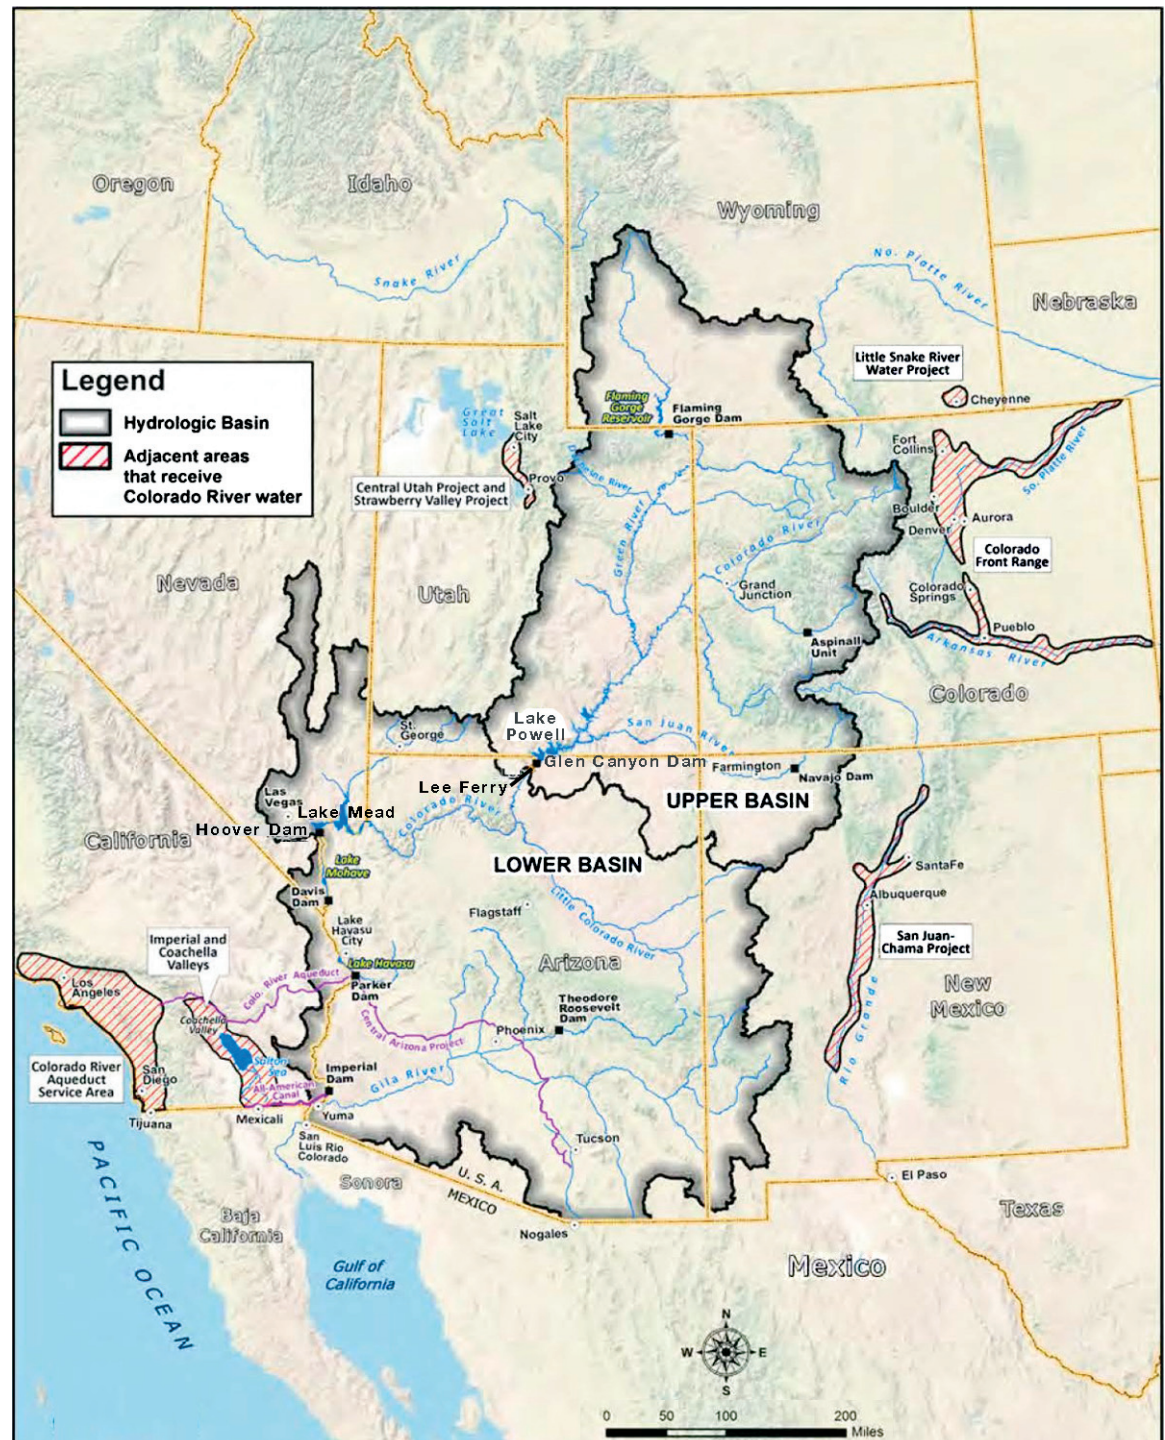 Oregon
Idaho
Wyoming
Snake River
No. Platte River
Nebraska
Legend
Hydrologic Basin
Adjacent areas
that receive
Colorado River water
Little Snake River
Water Project
Cheyenne
Great
Salt
Lake
Salt
Lake
City
Flaming
Gorge
Reservoir
Flaming
Gorge Dam
Fort
Collins
So. Platte River
Provo
Duchesne River
Central Utah Project and
Strawberry Valley Project
Green River
Colorado River
Boulder
Denver
Aurora
Colorado
Front Range
Nevada
Utah
Grand
Junction
Colorado
Springs
Pueblo
Aspinall
Unit
Arkansas River
Colorado
St.
George
Lake
Powell
San Juan River
Glen Canyon Dam
Farmington
Navajo Dam
Lee Ferry
UPPER BASIN
Las
Vegas
Lake Mead
Colorado River
Hoover Dam
California
LOWER BASIN
Lake
Mohave
SantaFe
Davis
Dam
Albuquerque
Flagstaff
Little Colorado River
Lake
Havasu
City
San Juan-
Chama Project
Imperial and
Coachella
Valleys
Lake Havasu
Arizona
New
Mexico
Los
Angeles
Colo. River Aqueduct
Parker
Dam
Theodore
Roosevelt
Dam
Coachella
Valley
Central Arizona Project
Phoenix
Rio Grande
Colorado River
Aqueduct
Service Area
San
Diego
Salton
Sea
Imperial
Dam
Gila River
All-American
Canal
Tijuana
Mexicali
Yuma
San
Luis Rio
Colorado
Tucson
PACIFIC OCEAN
Sonora
U. S. A.
MEXICO
El Paso
Baja
California
Nogales
Texas
Gulf of
California
Mexico
N
W
E
S
0
50
100
200
Miles